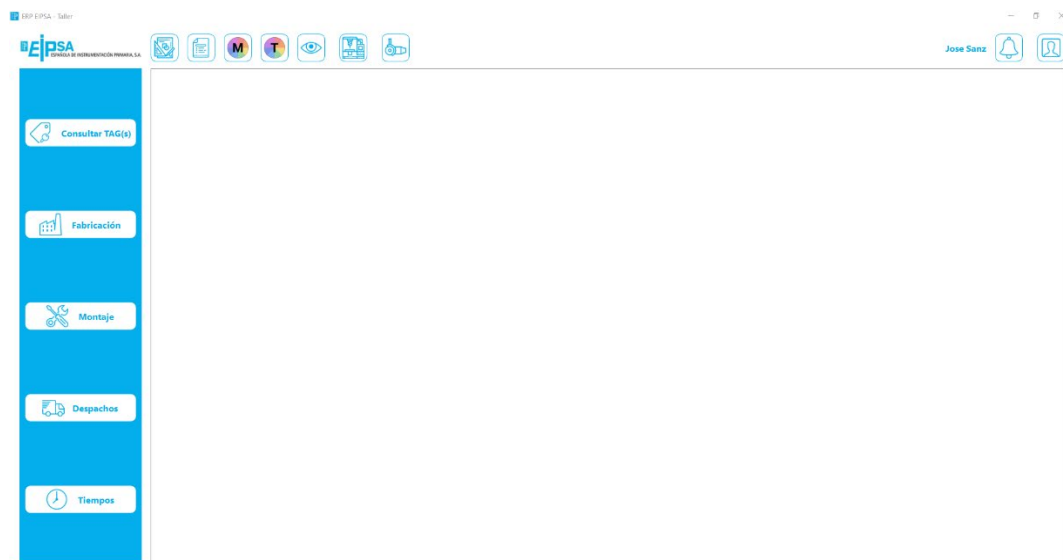 ERP EIPSA - Taller
EIPSA
ESPAÑOLA DE INSTRUMENTACIÓN PRIMARIA, S.A.
M
T
Jose Sanz
Consultar TAG(s)
Fabricación
Montaje
Despachos
Tiempos